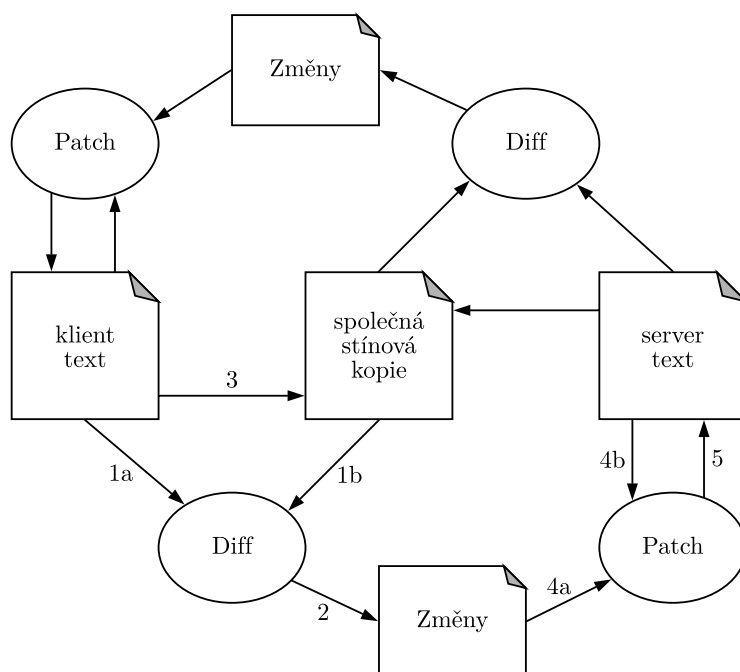 Změny
Patch
Diff
klient
text
společná
stínová
kopie
server
text
3
1a
1b
4b
5
Diff
Patch
2
4a
Změny